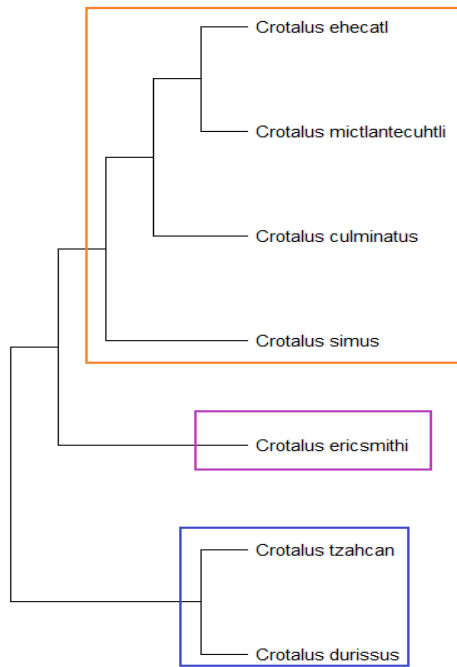 Crotalus ehecatl
Crotalus mictlantecuhtli
Crotalus culminatus
Crotalus simus
Crotalus ericsmithi
Crotalus tzahcan
Crotalus durissus